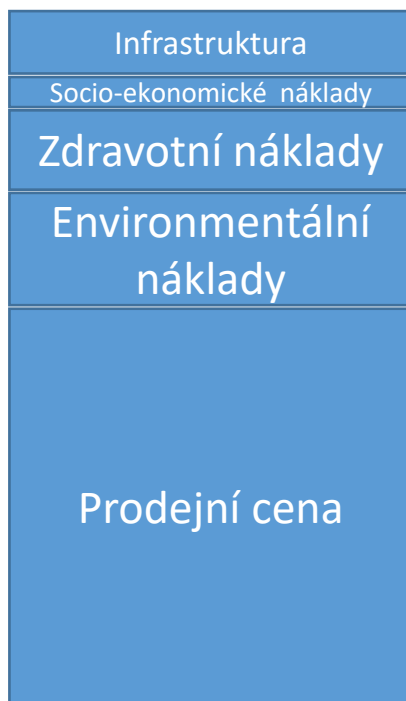 Infrastruktura
Socio-ekonomické náklady
Zdravotní náklady
Environmentální
náklady
Prodejní cena